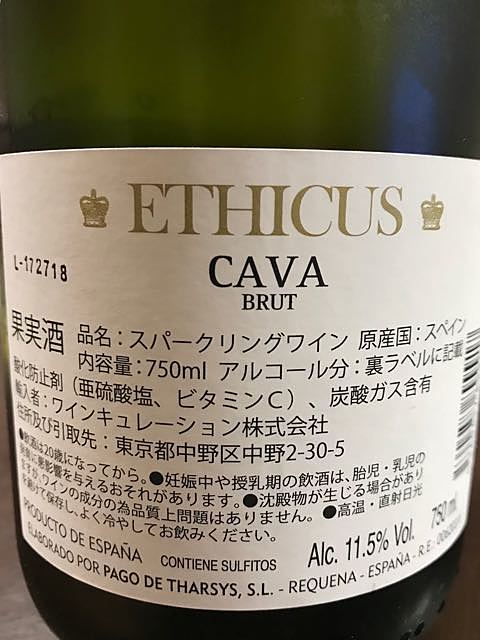 ETHICUS
L-172718
CAVA
BRUT
果実酒
品名：スパークリングワイン 原産国：スペイン
内容量：750ml アルコール分：裏ラベルに記載
酸化防止剤（亜硫酸塩、ビタミンC）、炭酸ガス含有
輸入者：ワインキュレーション株式会社
住所及び引取先：東京都中野区中野2-30-5
●飲酒は20歳になってから。●妊娠中や授乳期の飲酒は、胎児・乳児の
発育に悪影響を与えるおそれがあります。●沈殿物が生じる場合があり
ます。ワインの成分の為品質上問題はありません。●高温・直射日光
を避けて保存し、よく冷やしてお飲みください。
PRODUCTO DE ESPAÑA CONTIENE SULFITOS Alc. 11.5% Vol. 750 ml.
ELABORADO POR PAGO DE THARSYS, S.L. - REQUENA - ESPAÑA - R.E.